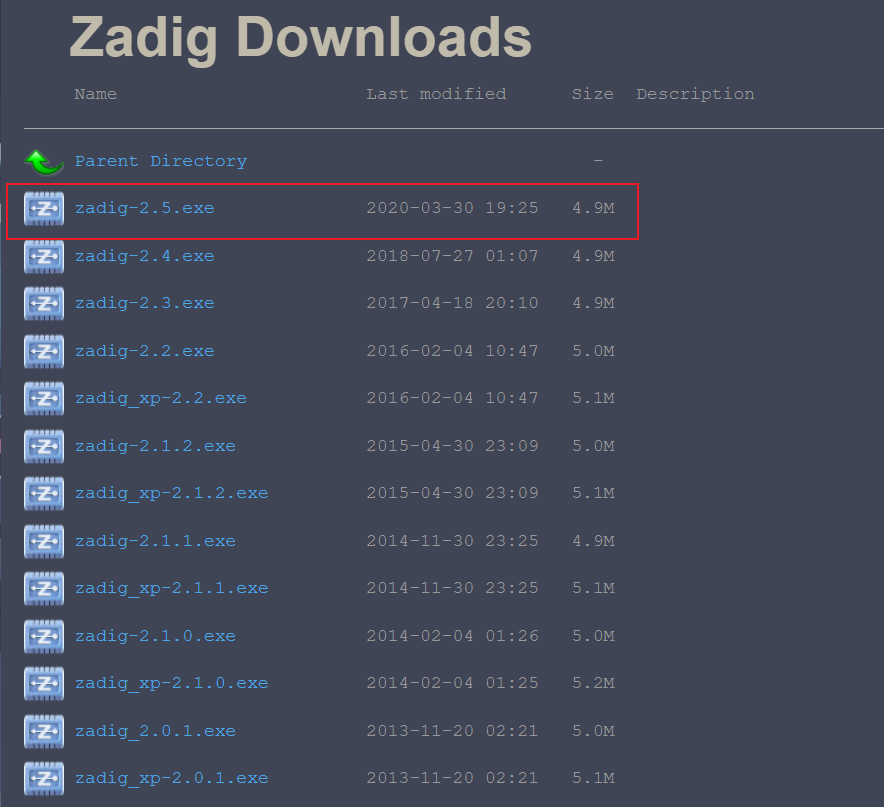 Zadig Downloads
Name Last modified Size Description
Parent Directory -
zadig-2.5.exe 2020-03-30 19:25 4.9M
zadig-2.4.exe 2018-07-27 01:07 4.9M
zadig-2.3.exe 2017-04-18 20:10 4.9M
zadig-2.2.exe 2016-02-04 10:47 5.0M
zadig_xp-2.2.exe 2016-02-04 10:47 5.1M
zadig-2.1.2.exe 2015-04-30 23:09 5.0M
zadig_xp-2.1.2.exe 2015-04-30 23:09 5.1M
zadig-2.1.1.exe 2014-11-30 23:25 4.9M
zadig_xp-2.1.1.exe 2014-11-30 23:25 5.1M
zadig-2.1.0.exe 2014-02-04 01:26 5.0M
zadig_xp-2.1.0.exe 2014-02-04 01:25 5.2M
zadig_2.0.1.exe 2013-11-20 02:21 5.0M
zadig_xp-2.0.1.exe 2013-11-20 02:21 5.1M